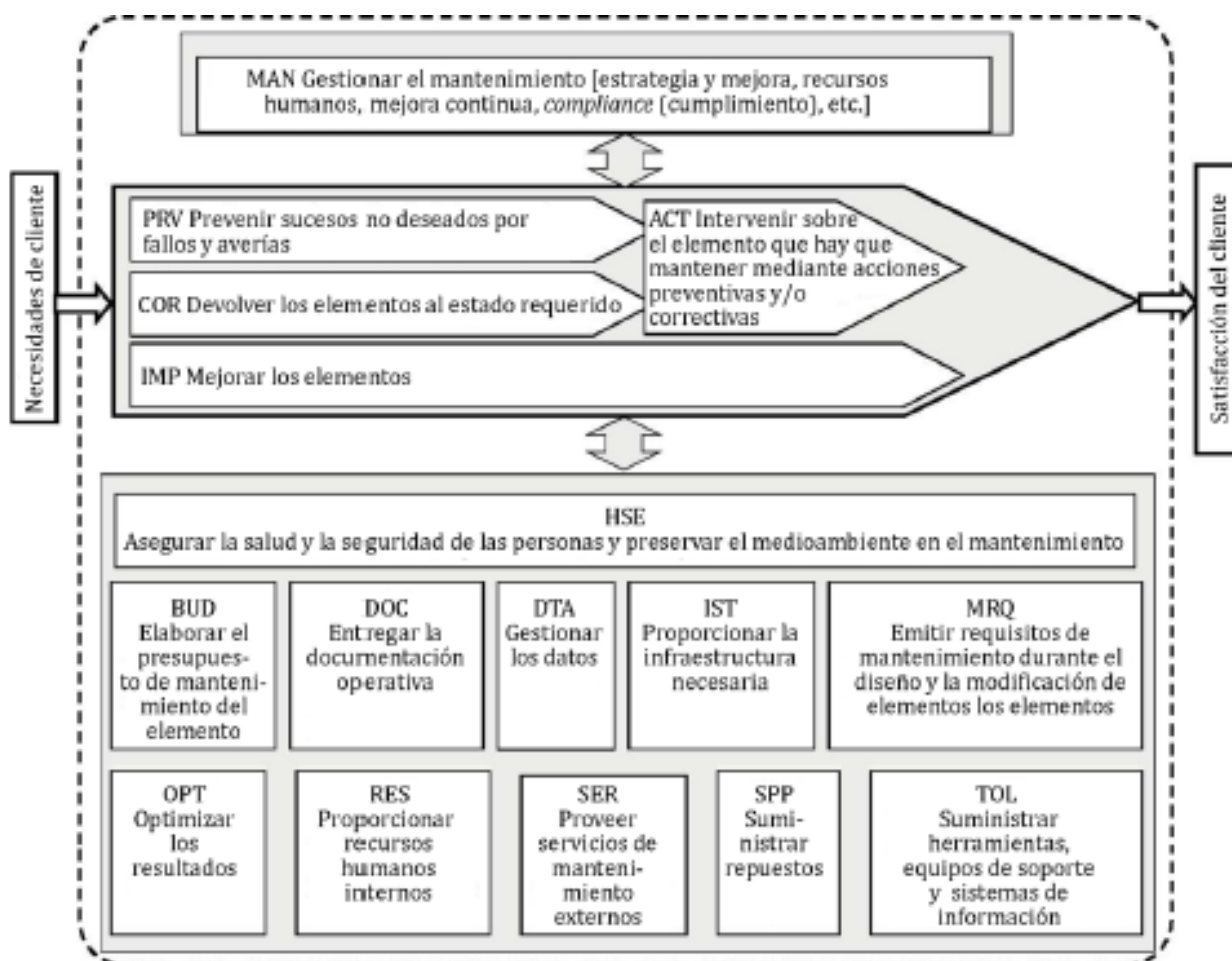 MAN Gestionar el mantenimiento [estrategia y mejora, recursos
humanos, mejora continua, compliance (cumplimiento), etc.]
Necesidades de cliente
PRV Prevenir sucesos no deseados por
fallos y averías
COR Devolver los elementos al estado requerido
IMP Mejorar los elementos
ACT Intervenir sobre
el elemento que hay que
mantener mediante acciones
preventivas y/o
correctivas
Satisfacción del cliente
HSE
Asegurar la salud y la seguridad de las personas y preservar el medioambiente en el mantenimiento
BUD
Elaborar el
presupues-
to de manteni-
miento del
elemento
DOC
Entregar la
documentación
operativa
DTA
Gestionar
los datos
IST
Proporcionar la
infraestructura
necesaria
MRQ
Emitir requisitos de
mantenimiento durante el
diseño y la modificación de
elementos los elementos
OPT
Optimizar
los
resultados
RES
Proporcionar
recursos
humanos
internos
SER
Proveer
servicios de
manteni-
miento
externos
SPP
Sumi-
nistrar
repuestos
TOL
Suministrar
herramientas,
equipos de soporte
y sistemas de
información